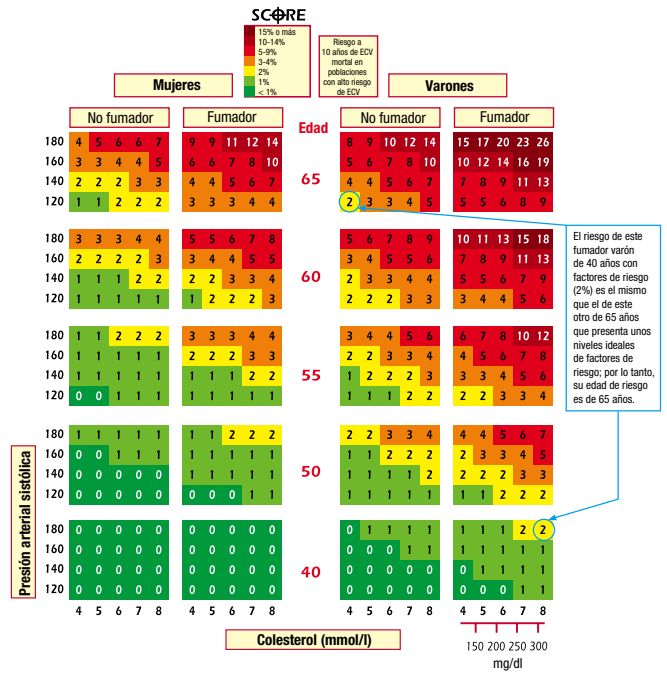 SCORE
15% o más
10-14%
5-9%
3-4%
2%
1%
< 1%
Riesgo a
10 años de ECV
mortal en
poblaciones
con alto riesgo
de ECV
Mujeres
Varones
No fumador
Fumador
Edad
No fumador
Fumador
180 4 5 6 6 7 9 9 11 12 14 8 9 10 12 14 15 17 20 23 26
160 3 3 4 4 5 6 6 7 8 10 5 6 7 8 10 10 12 14 16 19
65
140 2 2 2 3 3 4 4 5 6 7 4 4 5 6 7 7 8 9 11 13
120 1 1 2 2 2 3 3 3 4 4 2 3 3 4 5 5 5 6 7 9
180 3 3 3 4 4 5 5 6 7 8 5 6 7 8 9 10 11 13 15 18
160 2 2 2 2 3 3 4 4 5 5 3 4 5 5 6 7 8 9 11 13
60
140 1 1 1 2 2 2 2 3 3 4 2 3 3 4 4 5 5 6 7 9
120 1 1 1 1 1 1 2 2 2 3 2 2 2 3 3 3 4 4 5 6
180 1 1 2 2 2 3 3 3 4 4 3 4 4 5 6 6 7 8 10 12
160 1 1 1 1 1 2 2 2 3 3 2 2 3 3 4 4 5 6 7 8
55
140 1 1 1 1 1 1 1 1 2 2 1 2 2 2 3 3 3 4 5 6
120 0 0 1 1 1 1 1 1 1 1 1 1 1 2 2 2 2 3 3 4
180 1 1 1 1 1 1 1 2 2 2 2 2 3 3 4 4 4 5 6 7
160 0 0 1 1 1 1 1 1 1 1 1 1 2 2 2 2 3 3 4 5
50
140 0 0 0 0 0 0 1 1 1 1 1 1 1 1 2 2 2 2 3 3
120 0 0 0 0 0 0 0 0 1 1 1 1 1 1 1 1 1 2 2 2
180 0 0 0 0 0 0 0 0 0 0 0 1 1 1 1 1 1 1 2 2
160 0 0 0 0 0 0 0 0 0 0 0 0 0 1 1 1 1 1 1 1
40
140 0 0 0 0 0 0 0 0 0 0 0 0 0 0 0 0 1 1 1 1
120 0 0 0 0 0 0 0 0 0 0 0 0 0 0 0 0 0 0 1 1
4 5 6 7 8 4 5 6 7 8 4 5 6 7 8 4 5 6 7 8
Presión arterial sistólica
Colesterol (mmol/l)
150 200 250 300
mg/dl
El riesgo de este
fumador varón
de 40 años con
factores de riesgo
(2%) es el mismo
que el de este
otro de 65 años
que presenta unos
niveles ideales
de factores de
riesgo; por lo tanto,
su edad de riesgo
es de 65 años.